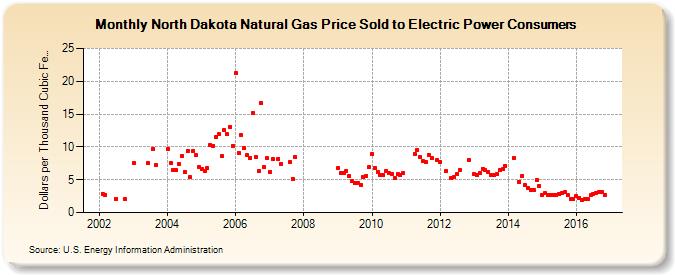 Monthly North Dakota Natural Gas Price Sold to Electric Power Consumers
Dollars per Thousand Cubic Fe...
25
20
15
10
5
0
2002 2004 2006 2008 2010 2012 2014 2016
Source: U.S. Energy Information Administration